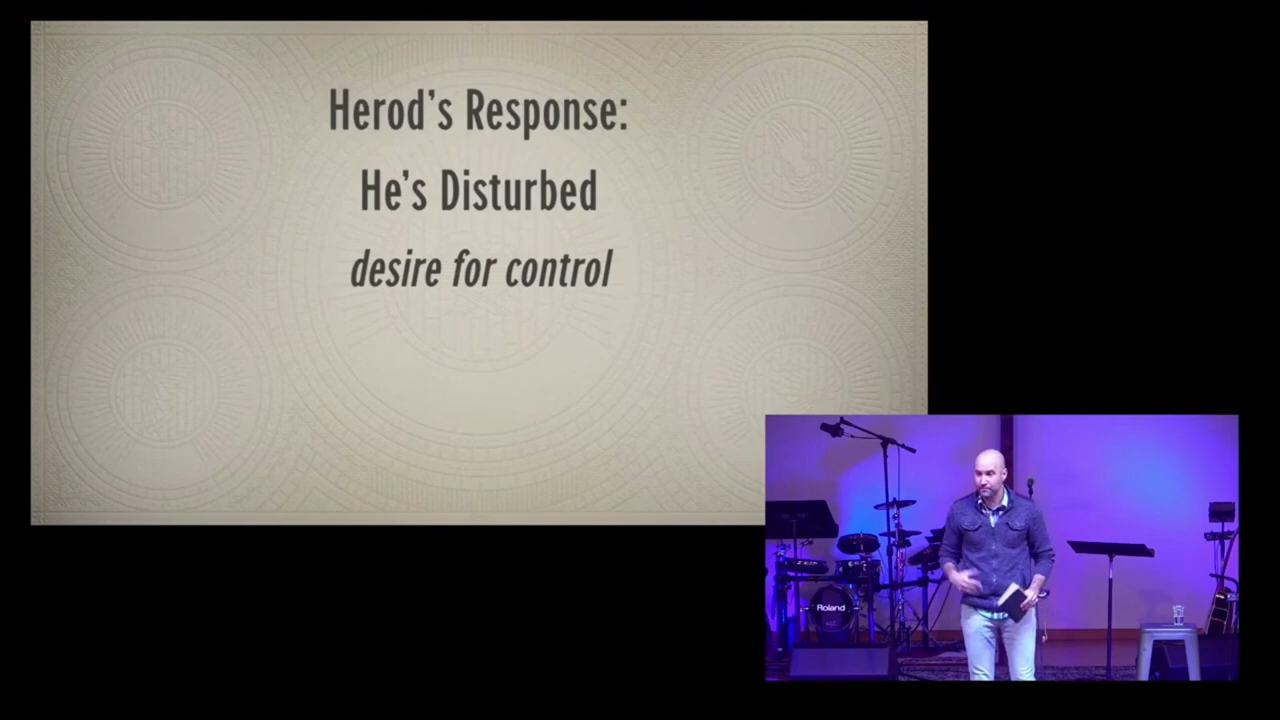 Herod's Response:
He's Disturbed
desire for control
Roland